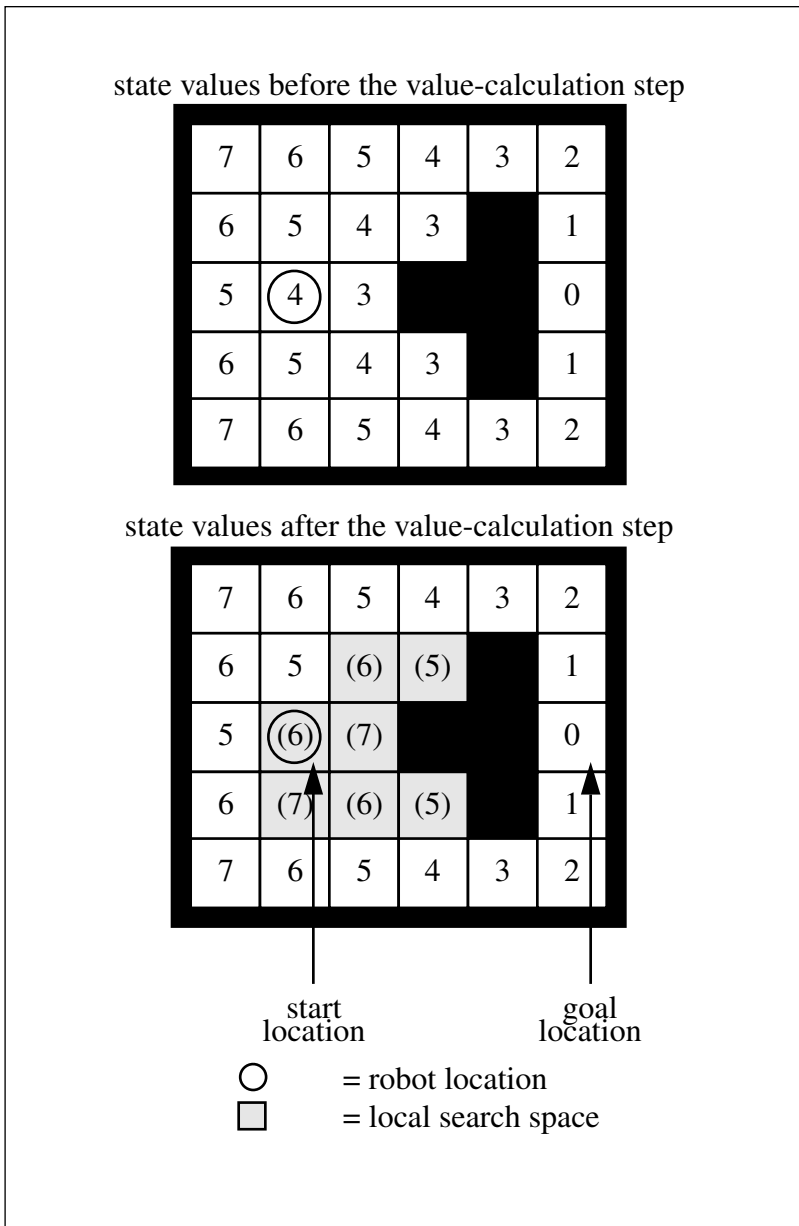 state values before the value-calculation step
7 6 5 4 3 2
6 5 4 3 1
5 4 3 0
6 5 4 3 1
7 6 5 4 3 2
state values after the value-calculation step
7 6 5 4 3 2
6 5 (6) (5) 1
5 (6) (7) 0
6 (7) (6) (5) 1
7 6 5 4 3 2
start goal
location location
= robot location
= local search space